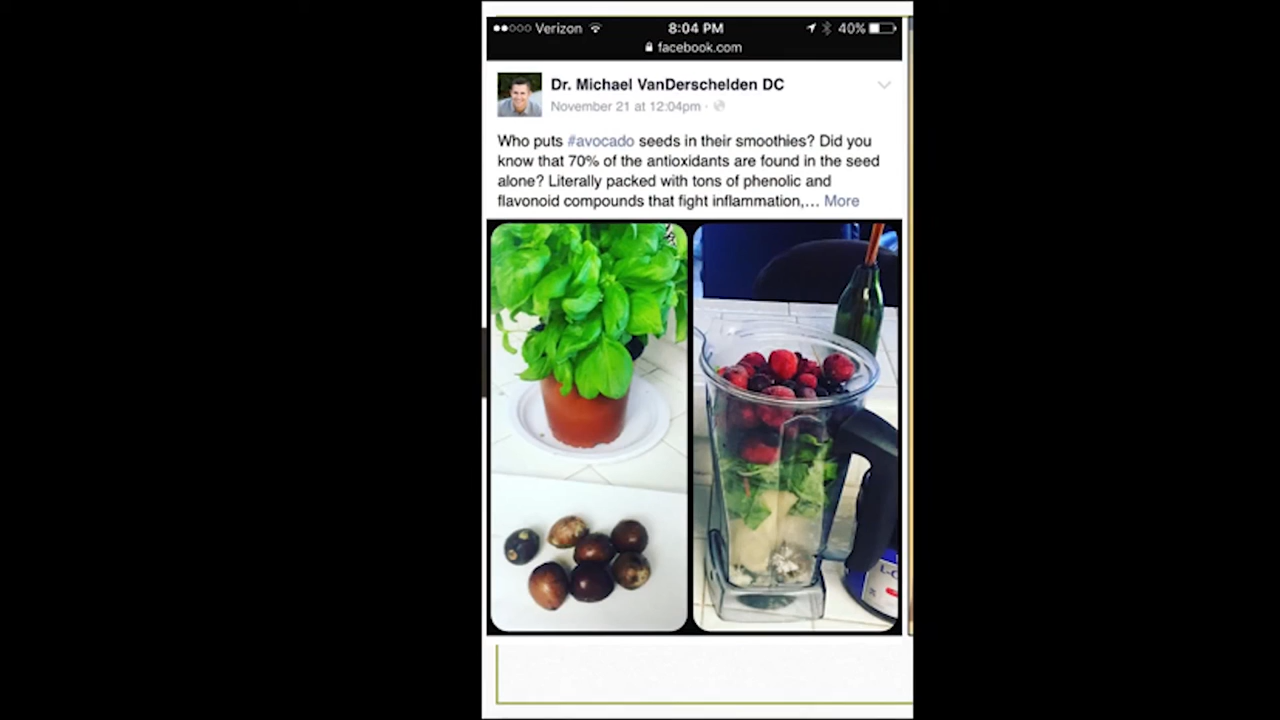 Verizon 8:04 PM 40%
facebook.com
Dr. Michael VanDerschelden DC
November 21 at 12:04pm ·
Who puts #avocado seeds in their smoothies? Did you
know that 70% of the antioxidants are found in the seed
alone? Literally packed with tons of phenolic and
flavonoid compounds that fight inflammation,... More